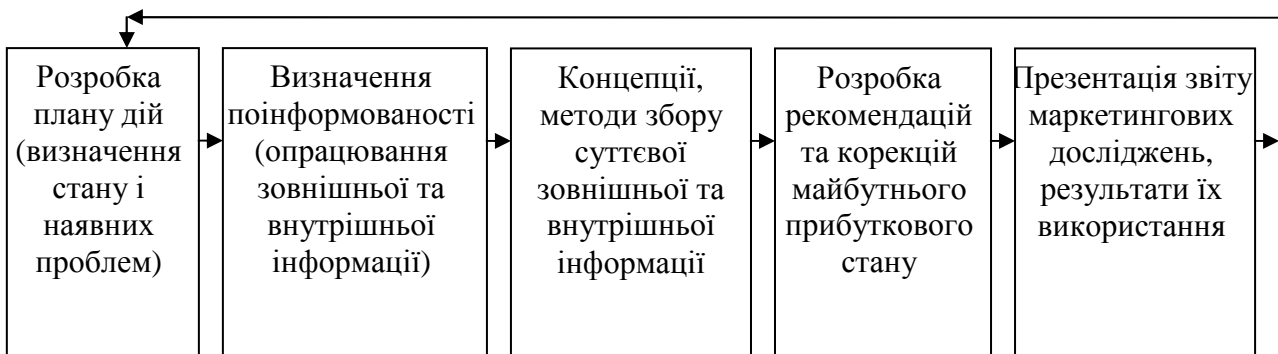 Розробка
плану дій
(визначення
стану і
наявних
проблем)
Визначення
поінформованості
(опрацювання
зовнішньої та
внутрішньої
інформації)
Концепції,
методи збору
суттєвої
зовнішньої та
внутрішньої
інформації
Розробка
рекомендацій
та корекцій
майбутнього
прибуткового
стану
Презентація звіту
маркетингових
досліджень,
результати їх
використання